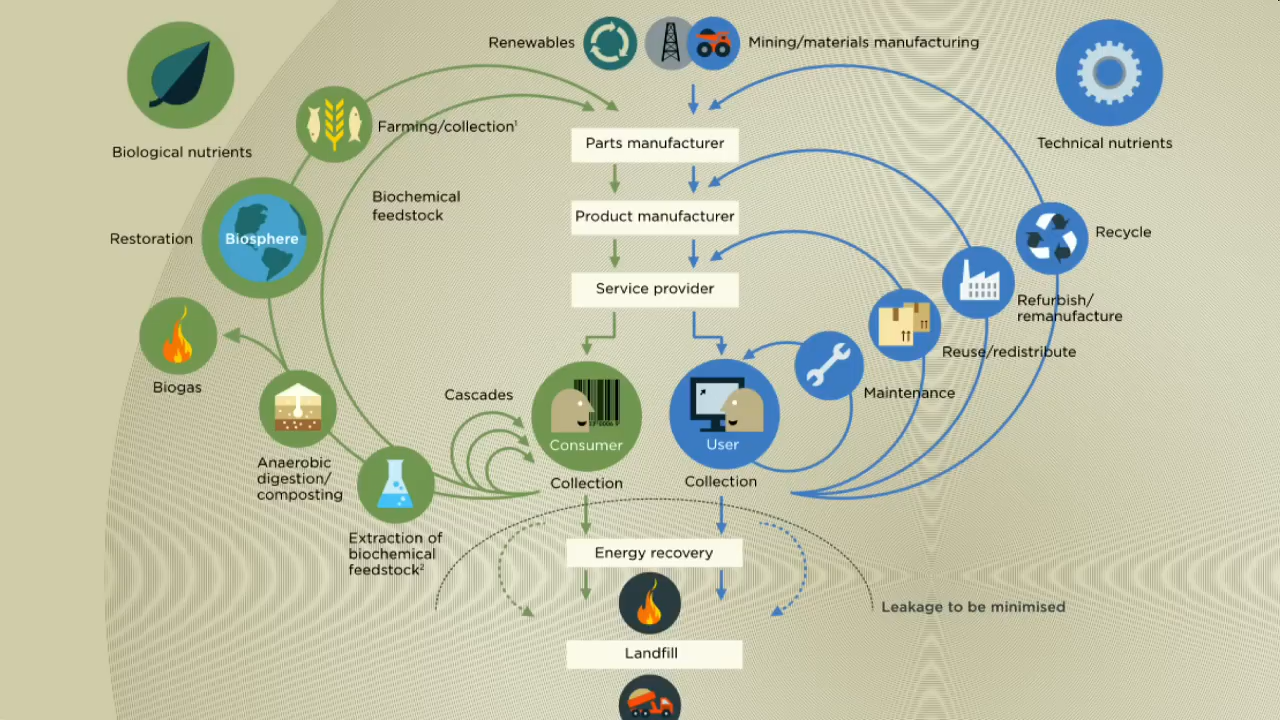 Renewables
Mining/materials manufacturing
Biological nutrients
Farming/collection¹
Technical nutrients
Parts manufacturer
Biochemical
feedstock
Product manufacturer
Restoration
Biosphere
Recycle
Service provider
Refurbish/
remanufacture
Reuse/redistribute
Biogas
Cascades
Maintenance
Consumer
User
Collection
Collection
Anaerobic
digestion/
composting
Extraction of
biochemical
feedstock²
Energy recovery
Leakage to be minimised
Landfill